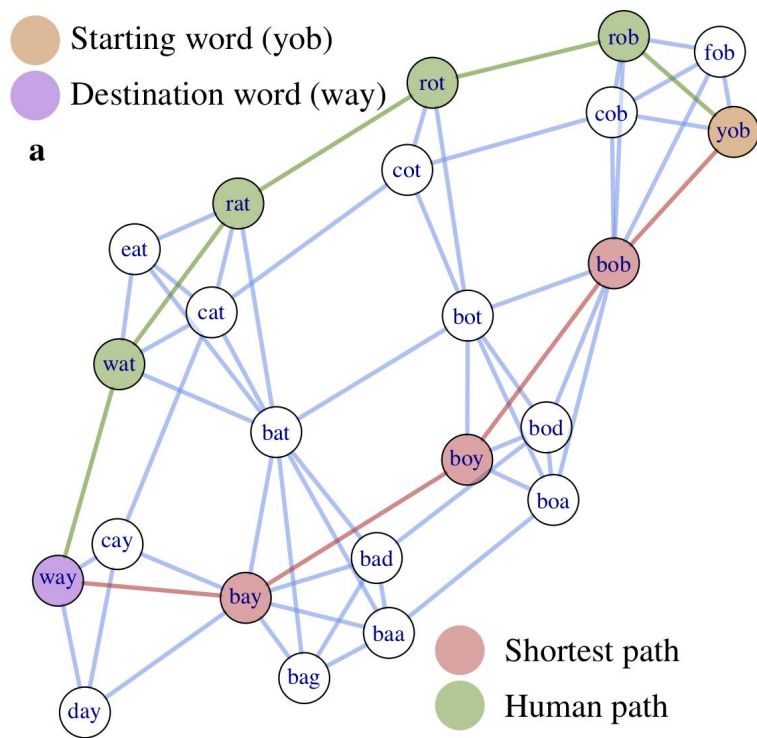 Starting word (yob)
Destination word (way)
a
rob
fob
rot
cob
yob
cot
rat
eat
bob
cat
bot
wat
bat
bod
boy
boa
cay
bad
way
bay
baa
bag
day
Shortest path
Human path